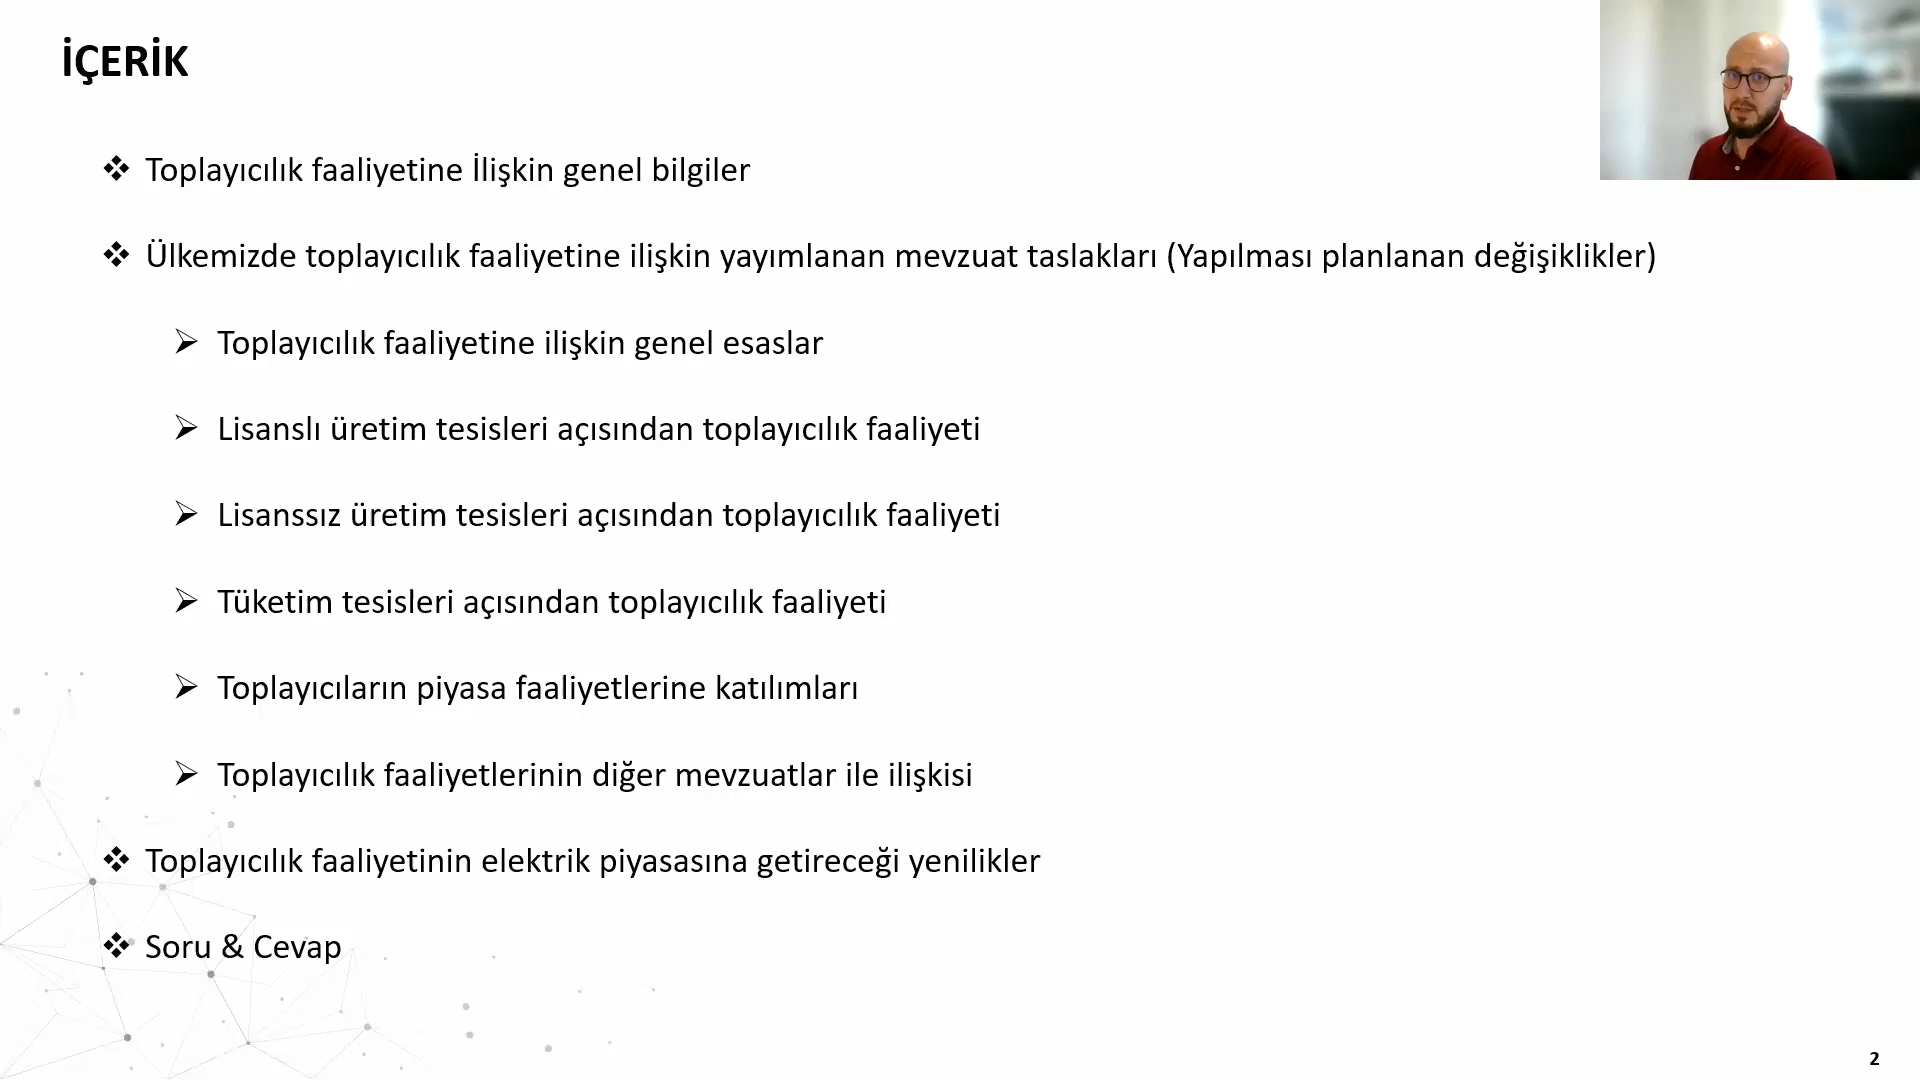 İÇERİK
❖ Toplayıcılık faaliyetine İlişkin genel bilgiler
❖ Ülkemizde toplayıcılık faaliyetine ilişkin yayımlanan mevzuat taslakları (Yapılması planlanan değişiklikler)
➢ Toplayıcılık faaliyetine ilişkin genel esaslar
➢ Lisanslı üretim tesisleri açısından toplayıcılık faaliyeti
➢ Lisanssız üretim tesisleri açısından toplayıcılık faaliyeti
➢ Tüketim tesisleri açısından toplayıcılık faaliyeti
➢ Toplayıcıların piyasa faaliyetlerine katılımları
➢ Toplayıcılık faaliyetlerinin diğer mevzuatlar ile ilişkisi
❖ Toplayıcılık faaliyetinin elektrik piyasasına getireceği yenilikler
❖ Soru & Cevap
2